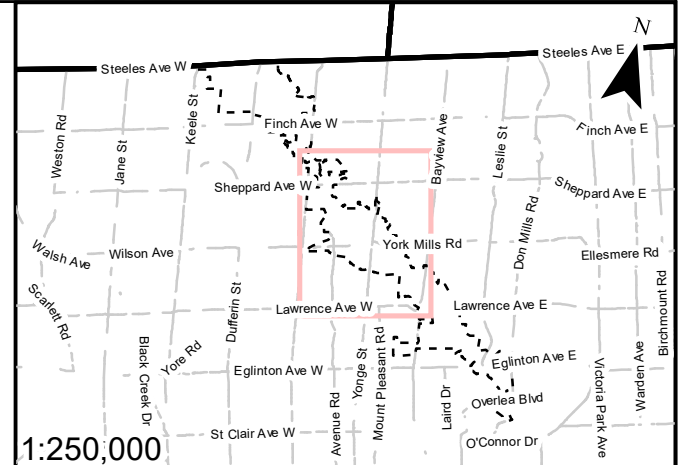 N
Steeles Ave E
Steeles Ave W
Keele St
Finch Ave W
Finch Ave E
Weston Rd
Jane St
Bayview Ave
Leslie St
Sheppard Ave W
Sheppard Ave E
Don Mills Rd
Walsh Ave
Wilson Ave
York Mills Rd
Ellesmere Rd
Scarlett Rd
Dufferin St
Birchmount Rd
Lawrence Ave W
Lawrence Ave E
Black Creek Dr
Yore Rd
Eglinton Ave W
Yonge St
Mount Pleasant Rd
Eglinton Ave E
Victoria Park Ave
Warden Ave
Avenue Rd
Laird Dr
Overlea Blvd
St Clair Ave W
O'Connor Dr
1:250,000